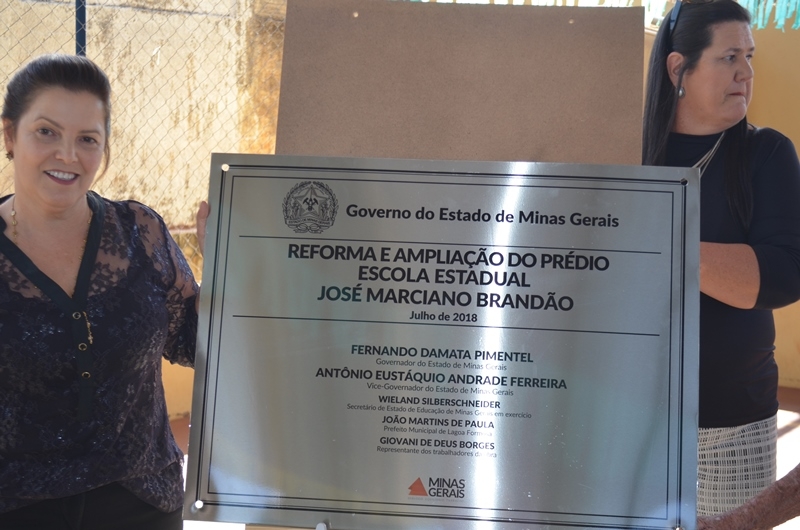 Governo do Estado de Minas Gerais
REFORMA E AMPLIAÇÃO DO PRÉDIO
ESCOLA ESTADUAL
JOSÉ MARCIANO BRANDÃO
Julho de 2018
FERNANDO DAMATA PIMENTEL
Governador do Estado de Minas Gerais
ANTÔNIO EUSTÁQUIO ANDRADE FERREIRA
Vice-Governador do Estado de Minas Gerais
WIELAND SILBERSCHNEIDER
Secretário de Estado de Educação de Minas Gerais em exercício
JOÃO MARTINS DE PAULA
Prefeito Municipal de Lagoa Formosa
GIOVANI DE DEUS BORGES
Representante dos trabalhadores da obra
MINAS
GERAIS